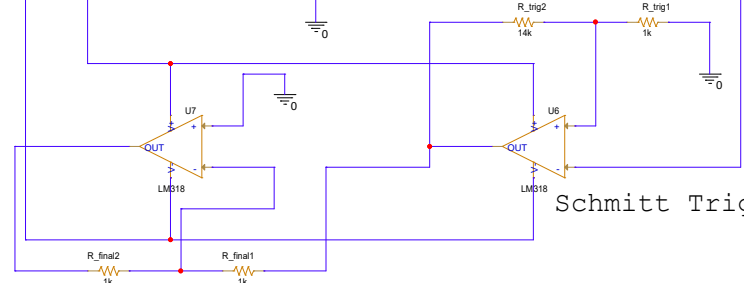 R_trig2
R_trig1
14k
1k
0
0
0
U7
U6
V+
+
V+
+
OUT
OUT
V-
-
V-
-
LM318
LM318
Schmitt Trig
R_final2
R_final1
1k
1k